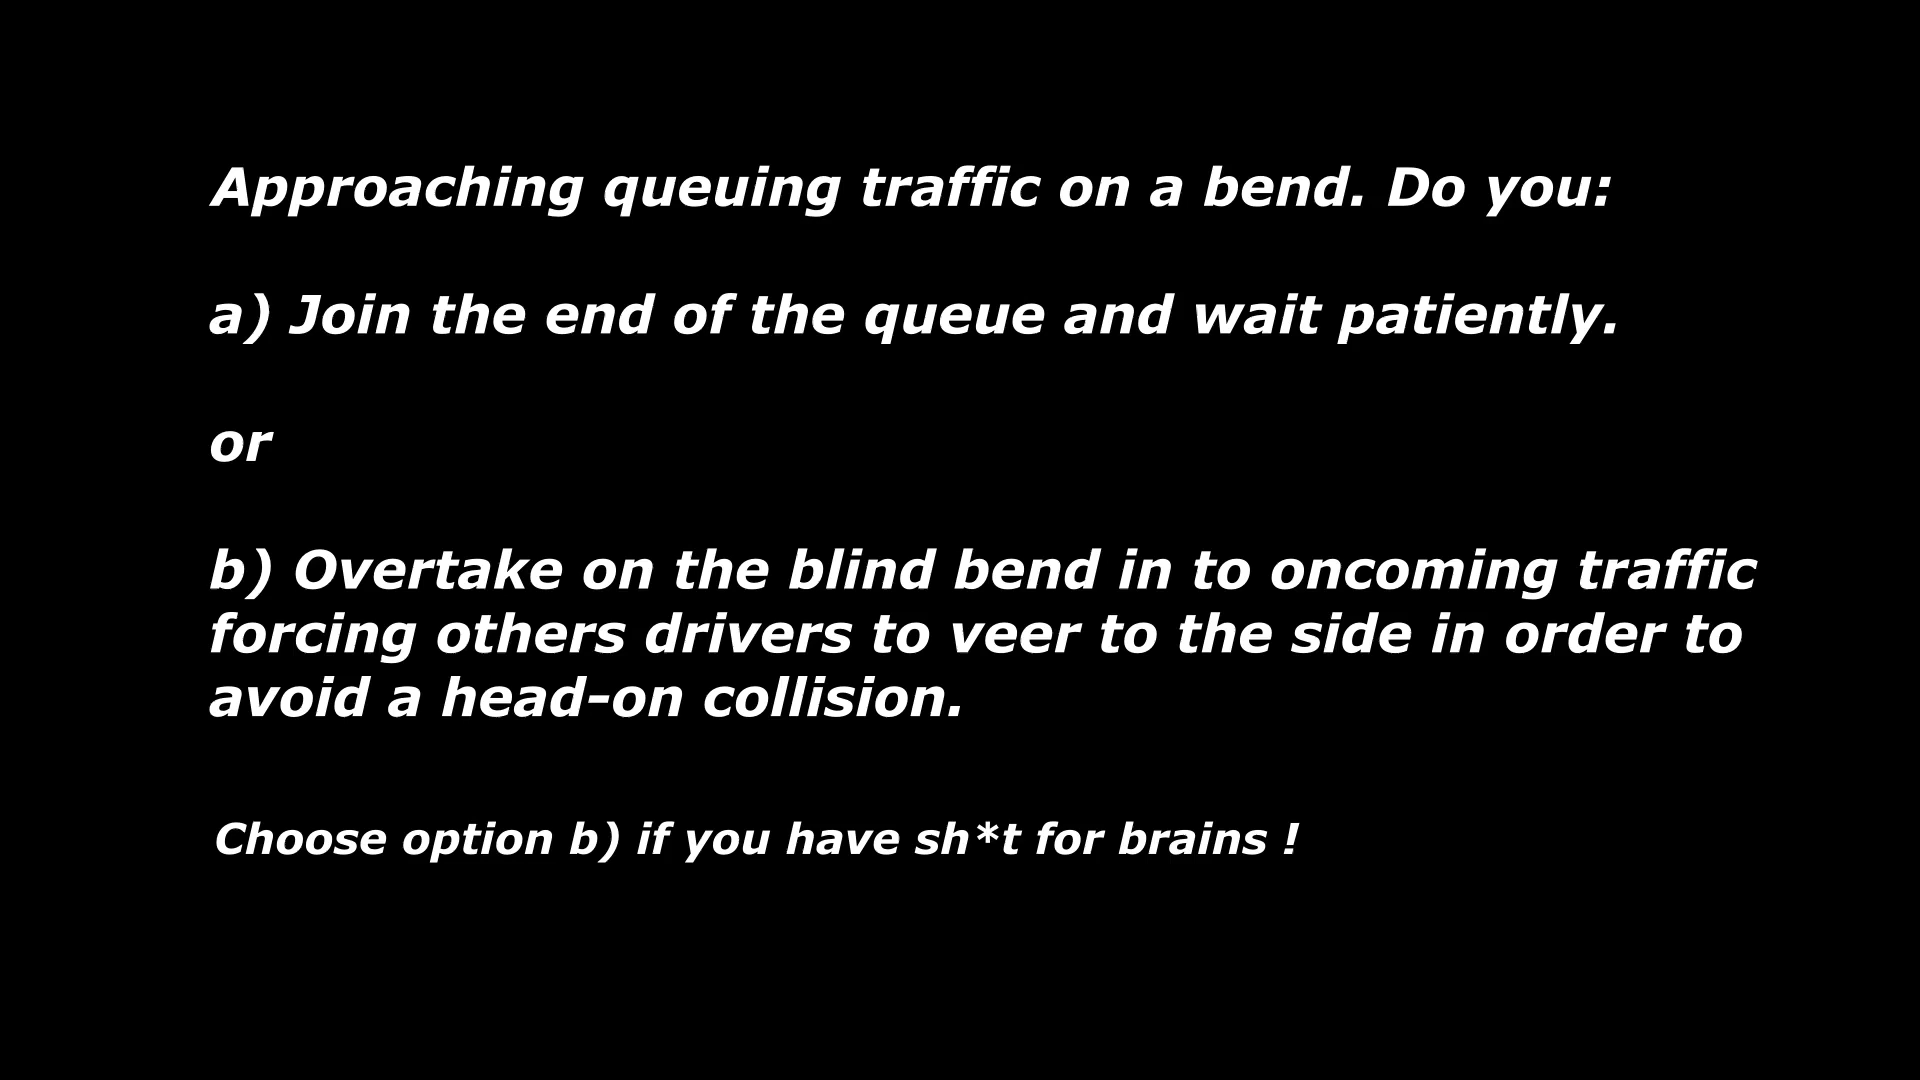 Approaching queuing traffic on a bend. Do you:
a) Join the end of the queue and wait patiently.
or
b) Overtake on the blind bend in to oncoming traffic
forcing others drivers to veer to the side in order to
avoid a head-on collision.
Choose option b) if you have sh*t for brains !